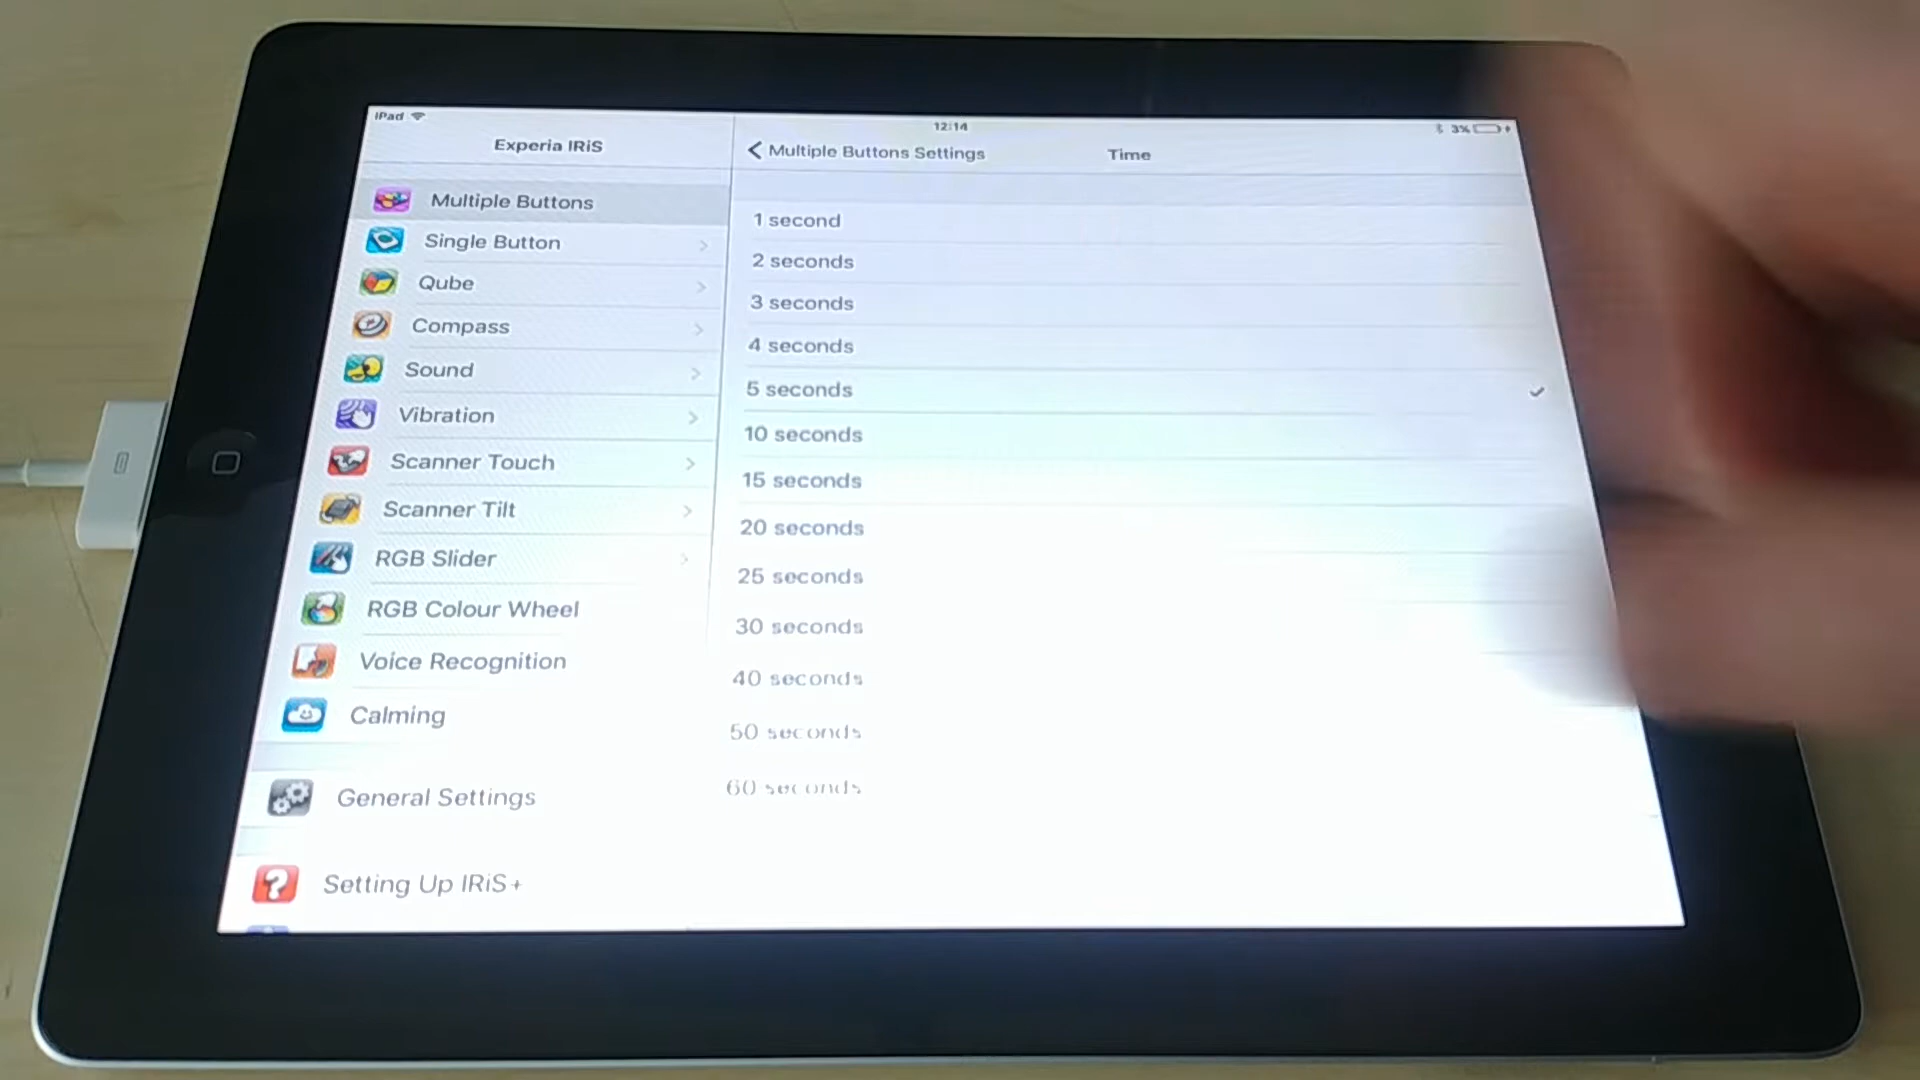 iPad
12:14
3%
Experia IRiS
Multiple Buttons Settings
Time
Multiple Buttons
Single Button
Qube
Compass
Sound
Vibration
Scanner Touch
Scanner Tilt
RGB Slider
RGB Colour Wheel
Voice Recognition
Calming
General Settings
Setting Up IRiS+
1 second
2 seconds
3 seconds
4 seconds
5 seconds
10 seconds
15 seconds
20 seconds
25 seconds
30 seconds
40 seconds
50 seconds
60 seconds